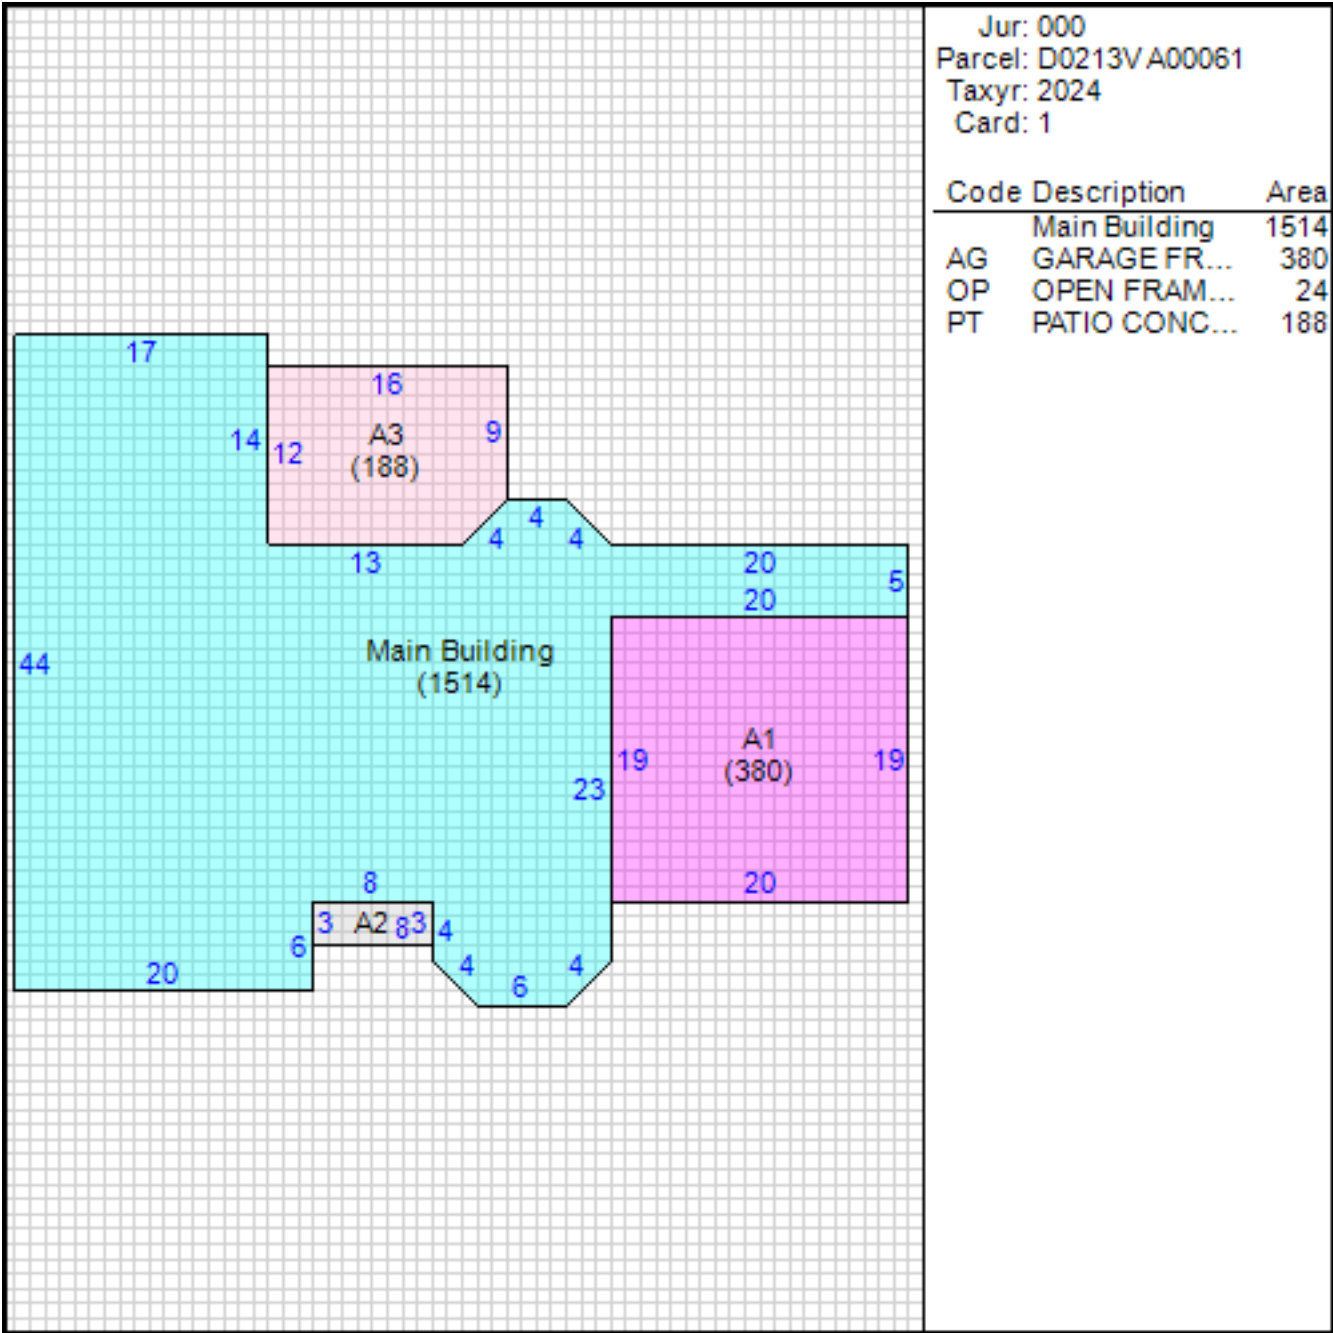 Jur: 000
Parcel: D0213V A00061
Taxyr: 2024
Card: 1
Code Description Area
Main Building 1514
AG GARAGE FR... 380
OP OPEN FRAM... 24
PT PATIO CONC... 188
17
16
14
12
A3
(188)
9
4
4
4
13
20
5
20
Main Building
(1514)
44
A1
(380)
19
19
23
8
20
3
A2
8
3
4
6
4
4
20
6